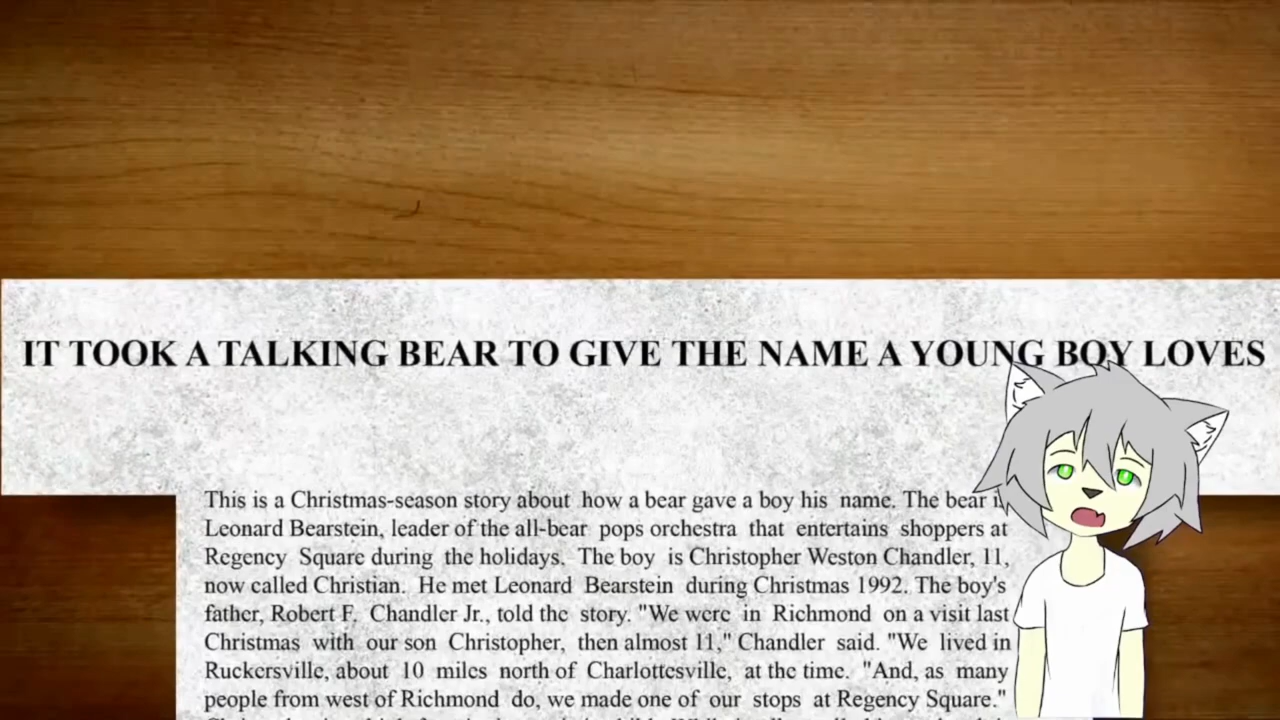 IT TOOK A TALKING BEAR TO GIVE THE NAME A YOUNG BOY LOVES
This is a Christmas-season story about how a bear gave a boy his name. The bear
Leonard Bearstein, leader of the all-bear pops orchestra that entertains shoppers at
Regency Square during the holidays. The boy is Christopher Weston Chandler, 11,
now called Christian. He met Leonard Bearstein during Christmas 1992. The boy's
father, Robert F. Chandler Jr., told the story. "We were in Richmond on a visit last
Christmas with our son Christopher, then almost 11," Chandler said. "We lived in
Ruckersville, about 10 miles north of Charlottesville, at the time. "And, as many
people from west of Richmond do, we made one of our stops at Regency Square."